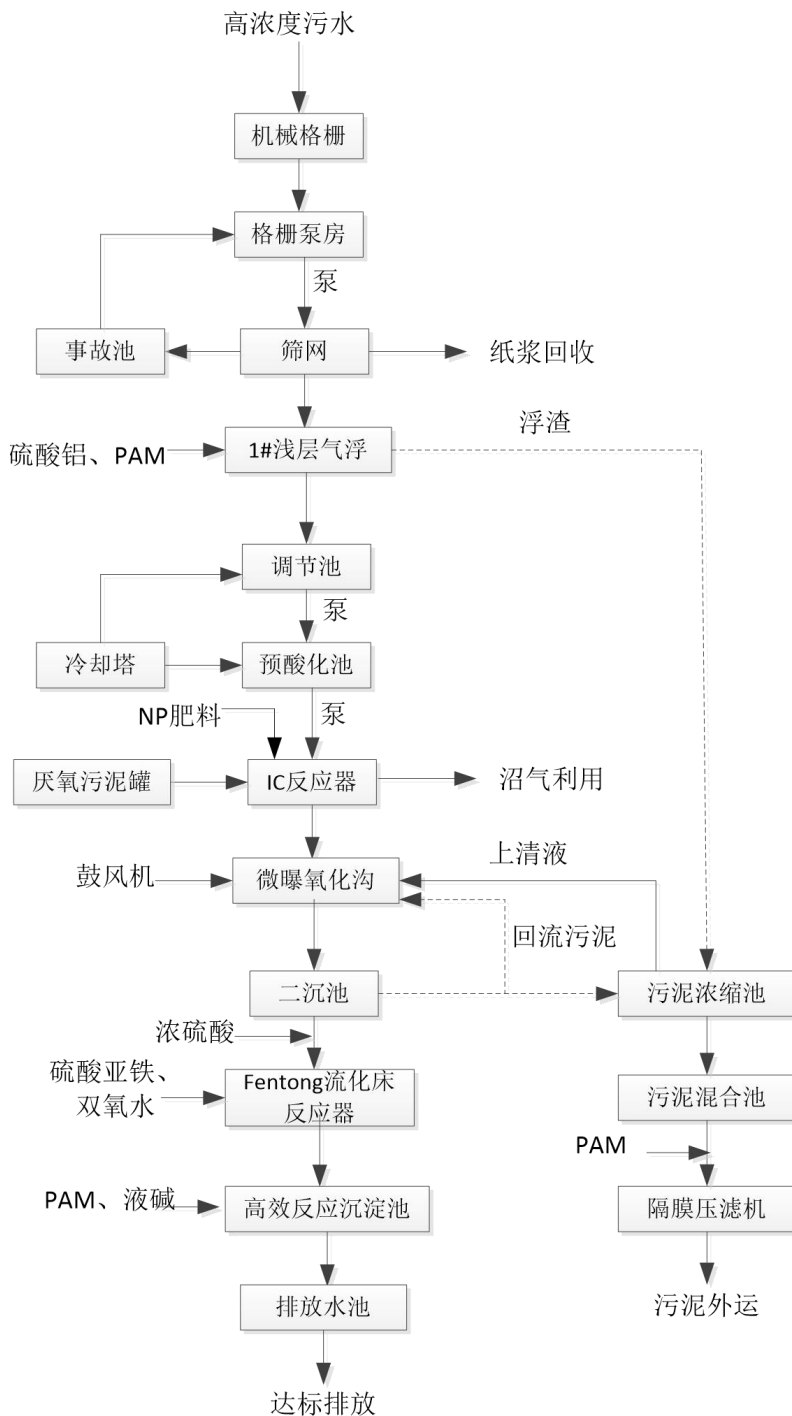 高浓度污水
机械格栅
格栅泵房
泵
事故池
筛网
纸浆回收
浮渣
硫酸铝、PAM
1#浅层气浮
调节池
泵
冷却塔
预酸化池
NP肥料
泵
厌氧污泥罐
IC反应器
沼气利用
上清液
鼓风机
微曝氧化沟
回流污泥
二沉池
污泥浓缩池
浓硫酸
硫酸亚铁、
双氧水
Fentong流化床
反应器
污泥混合池
PAM
PAM、液碱
高效反应沉淀池
隔膜压滤机
排放水池
污泥外运
达标排放